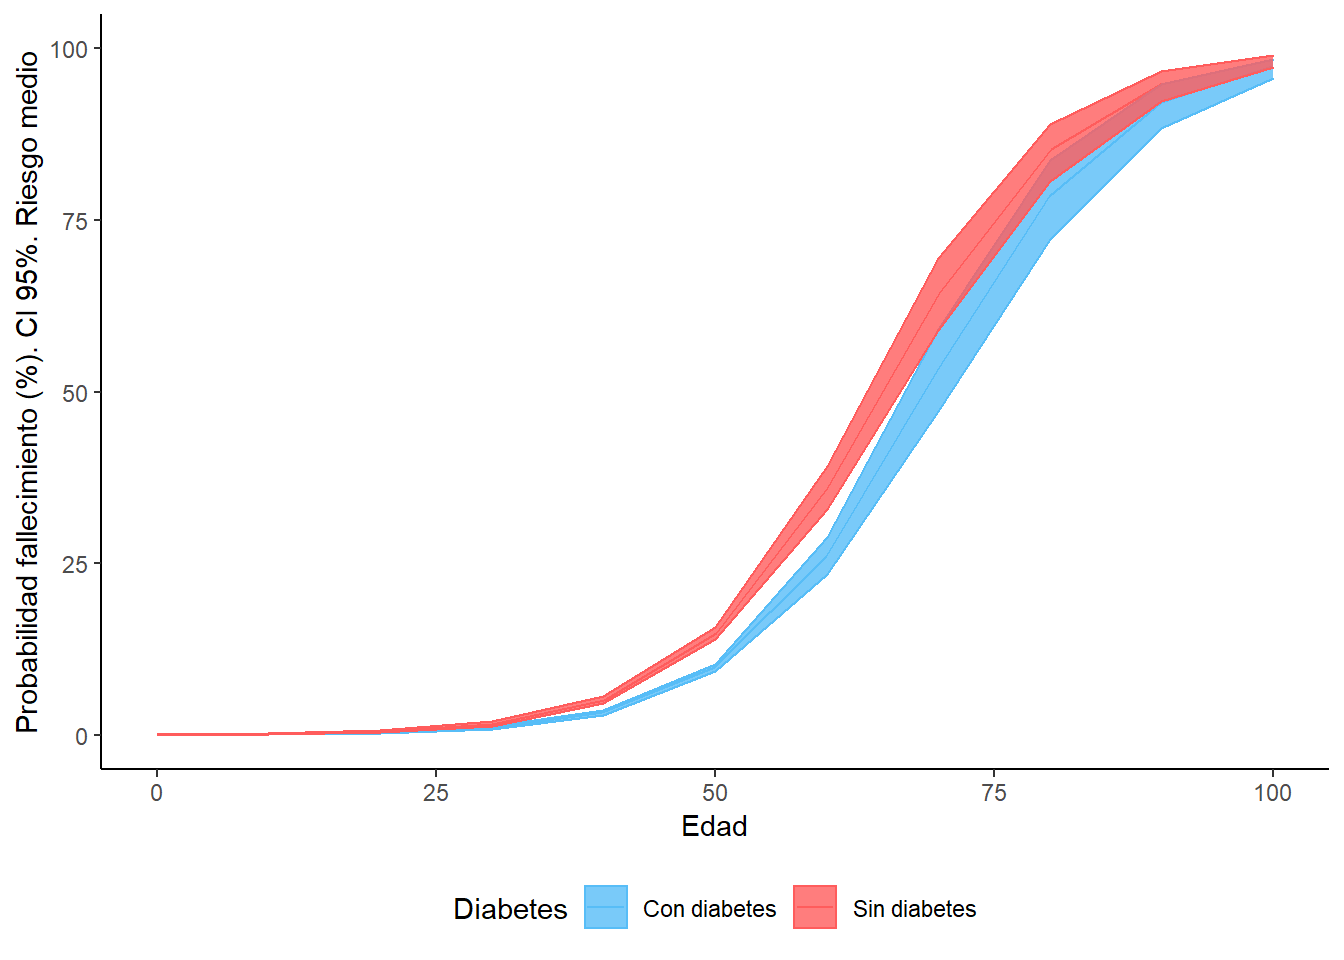 Probabilidad fallecimiento (%). CI 95%. Riesgo medio
100
75
50
25
0
0 25 50 75 100
Edad
Diabetes Con diabetes Sin diabetes